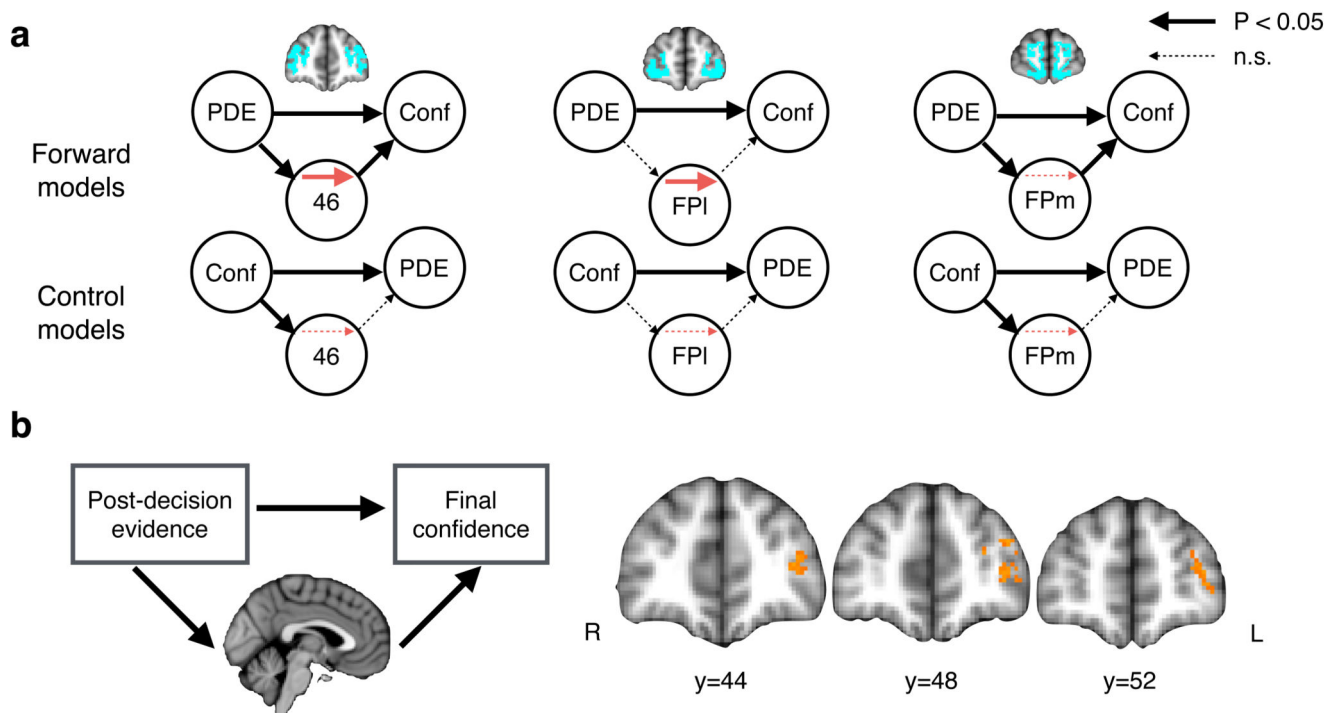 a
P < 0.05
n.s.
Forward
models
PDE
Conf
46
PDE
Conf
FPl
PDE
Conf
FPm
Control
models
Conf
PDE
46
Conf
PDE
FPl
Conf
PDE
FPm
b
Post-decision
evidence
Final
confidence
R
L
y=44
y=48
y=52